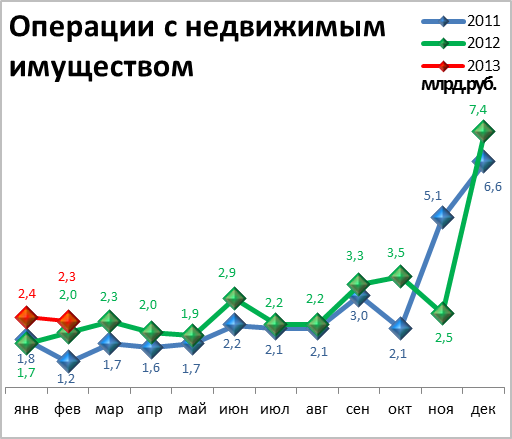 Операции с недвижимым
имуществом
2011
2012
2013
млрд.руб.
7,4
6,6
5,1
3,3
3,5
2,9
2,4
2,3
2,0
2,3
2,0
1,9
2,2
2,2
3,0
2,5
1,8
1,7
1,2
1,7
1,6
1,7
2,2
2,1
2,1
2,1
янв
фев
мар
апр
май
июн
июл
авг
сен
окт
ноя
дек